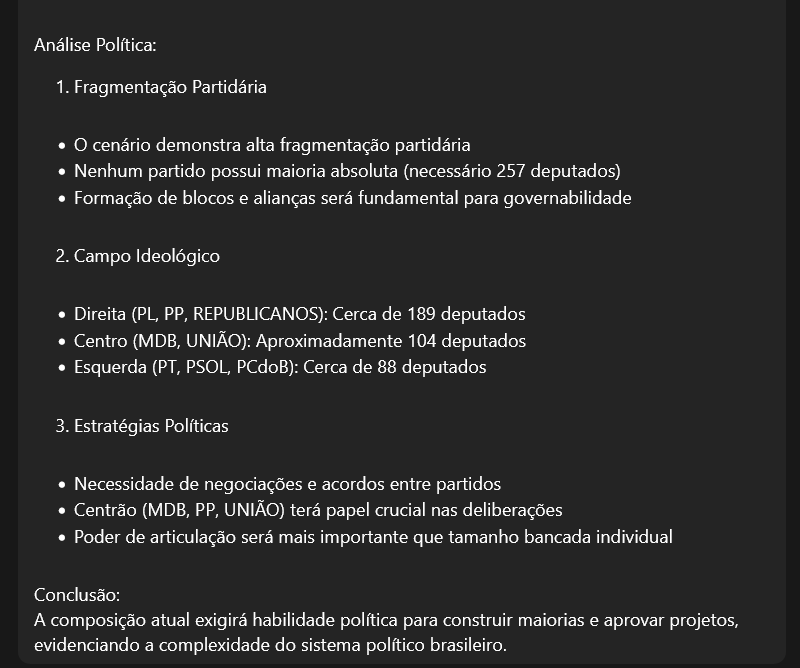 Análise Política:
1. Fragmentação Partidária
• O cenário demonstra alta fragmentação partidária
• Nenhum partido possui maioria absoluta (necessário 257 deputados)
• Formação de blocos e alianças será fundamental para governabilidade
2. Campo Ideológico
• Direita (PL, PP, REPUBLICANOS): Cerca de 189 deputados
• Centro (MDB, UNIÃO): Aproximadamente 104 deputados
• Esquerda (PT, PSOL, PCdoB): Cerca de 88 deputados
3. Estratégias Políticas
• Necessidade de negociações e acordos entre partidos
• Centrão (MDB, PP, UNIÃO) terá papel crucial nas deliberações
• Poder de articulação será mais importante que tamanho bancada individual
Conclusão:
A composição atual exigirá habilidade política para construir maiorias e aprovar projetos,
evidenciando a complexidade do sistema político brasileiro.